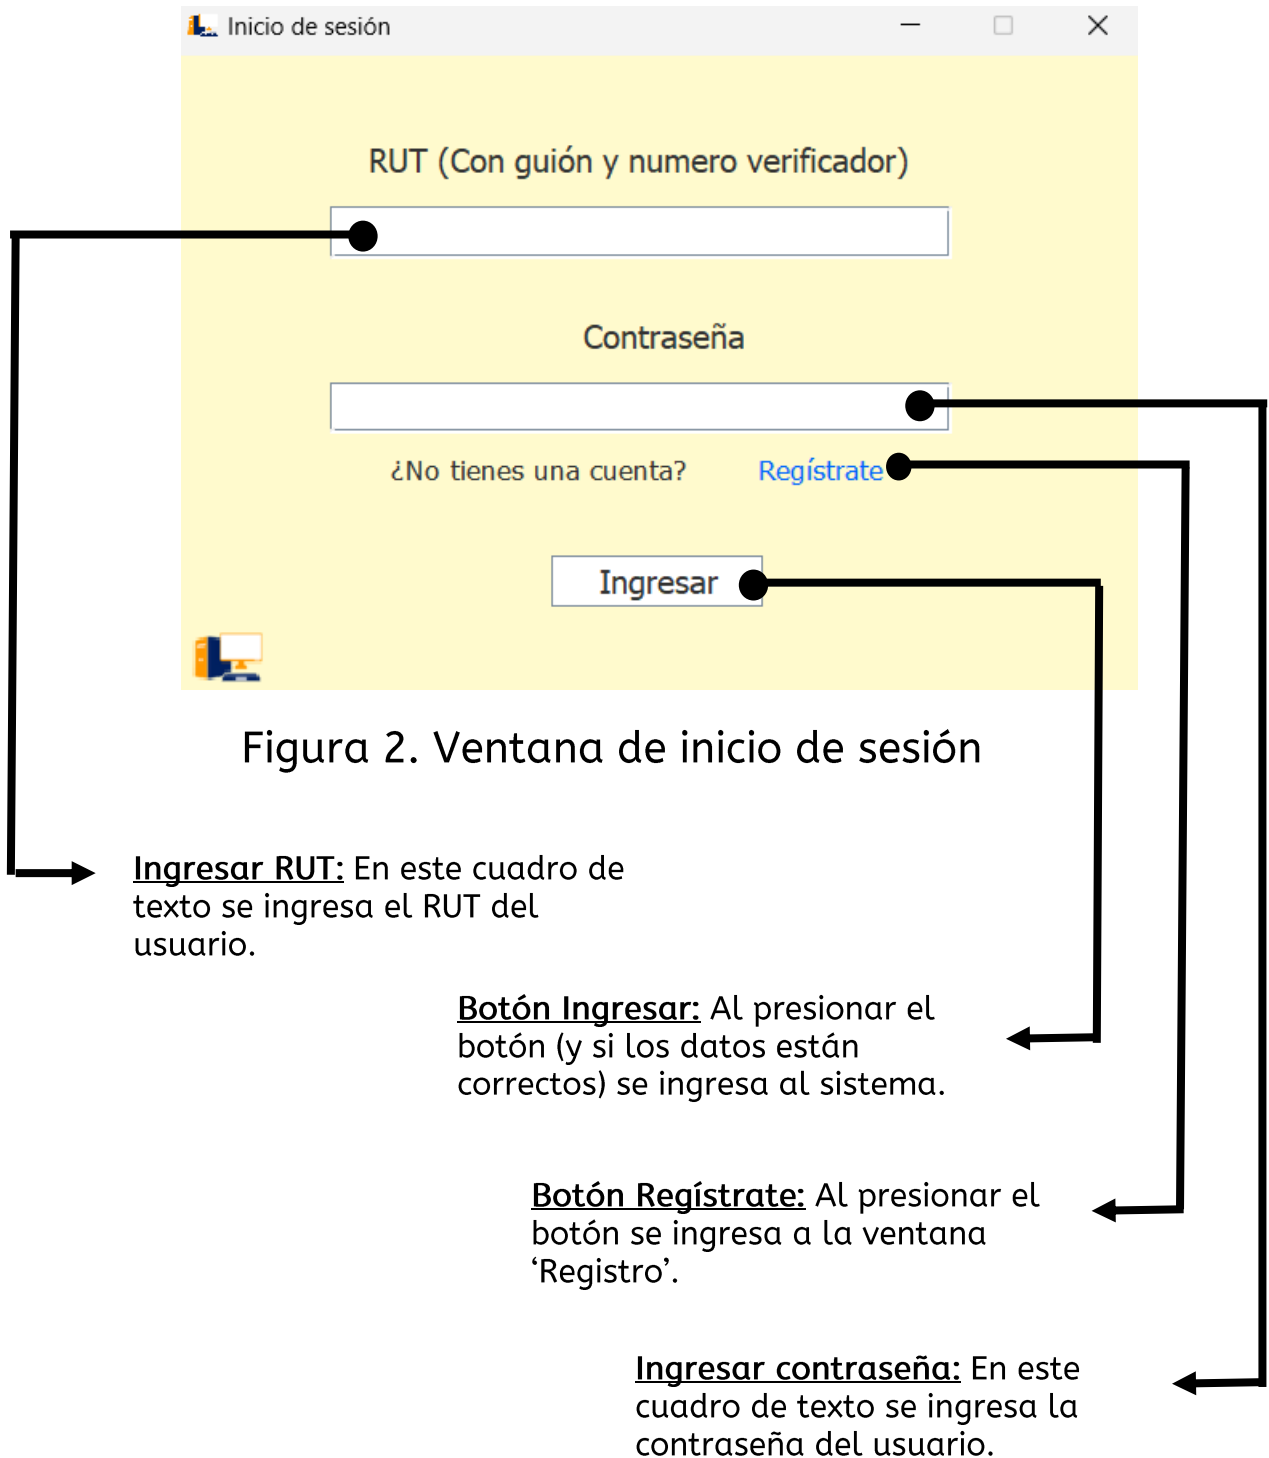 Inicio de sesión
RUT (Con guión y numero verificador)
Contraseña
¿No tienes una cuenta? Regístrate
Ingresar
Figura 2. Ventana de inicio de sesión
Ingresar RUT: En este cuadro de
texto se ingresa el RUT del
usuario.
Botón Ingresar: Al presionar el
botón (y si los datos están
correctos) se ingresa al sistema.
Botón Regístrate: Al presionar el
botón se ingresa a la ventana
‘Registro’.
Ingresar contraseña: En este
cuadro de texto se ingresa la
contraseña del usuario.